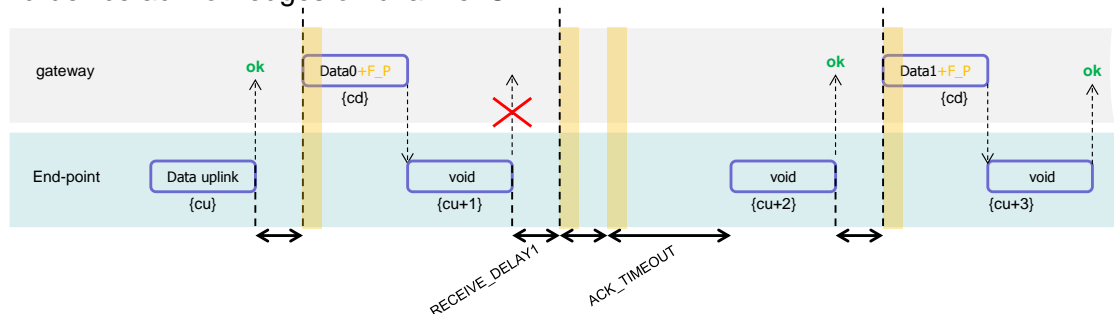 ok
Data0+F_P
{cd}
ok
Data1+F_P
{cd}
ok
gateway
End-point
Data uplink
{cu}
void
{cu+1}
void
{cu+2}
void
{cu+3}
RECEIVE_DELAY1
ACK_TIMEOUT